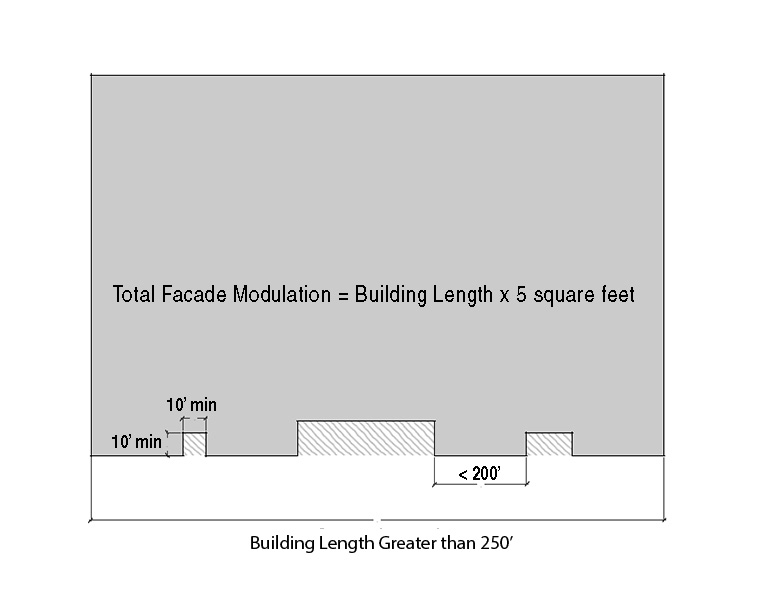 Total Facade Modulation = Building Length x 5 square feet
10’ min
10’ min
< 200’
Building Length Greater than 250’